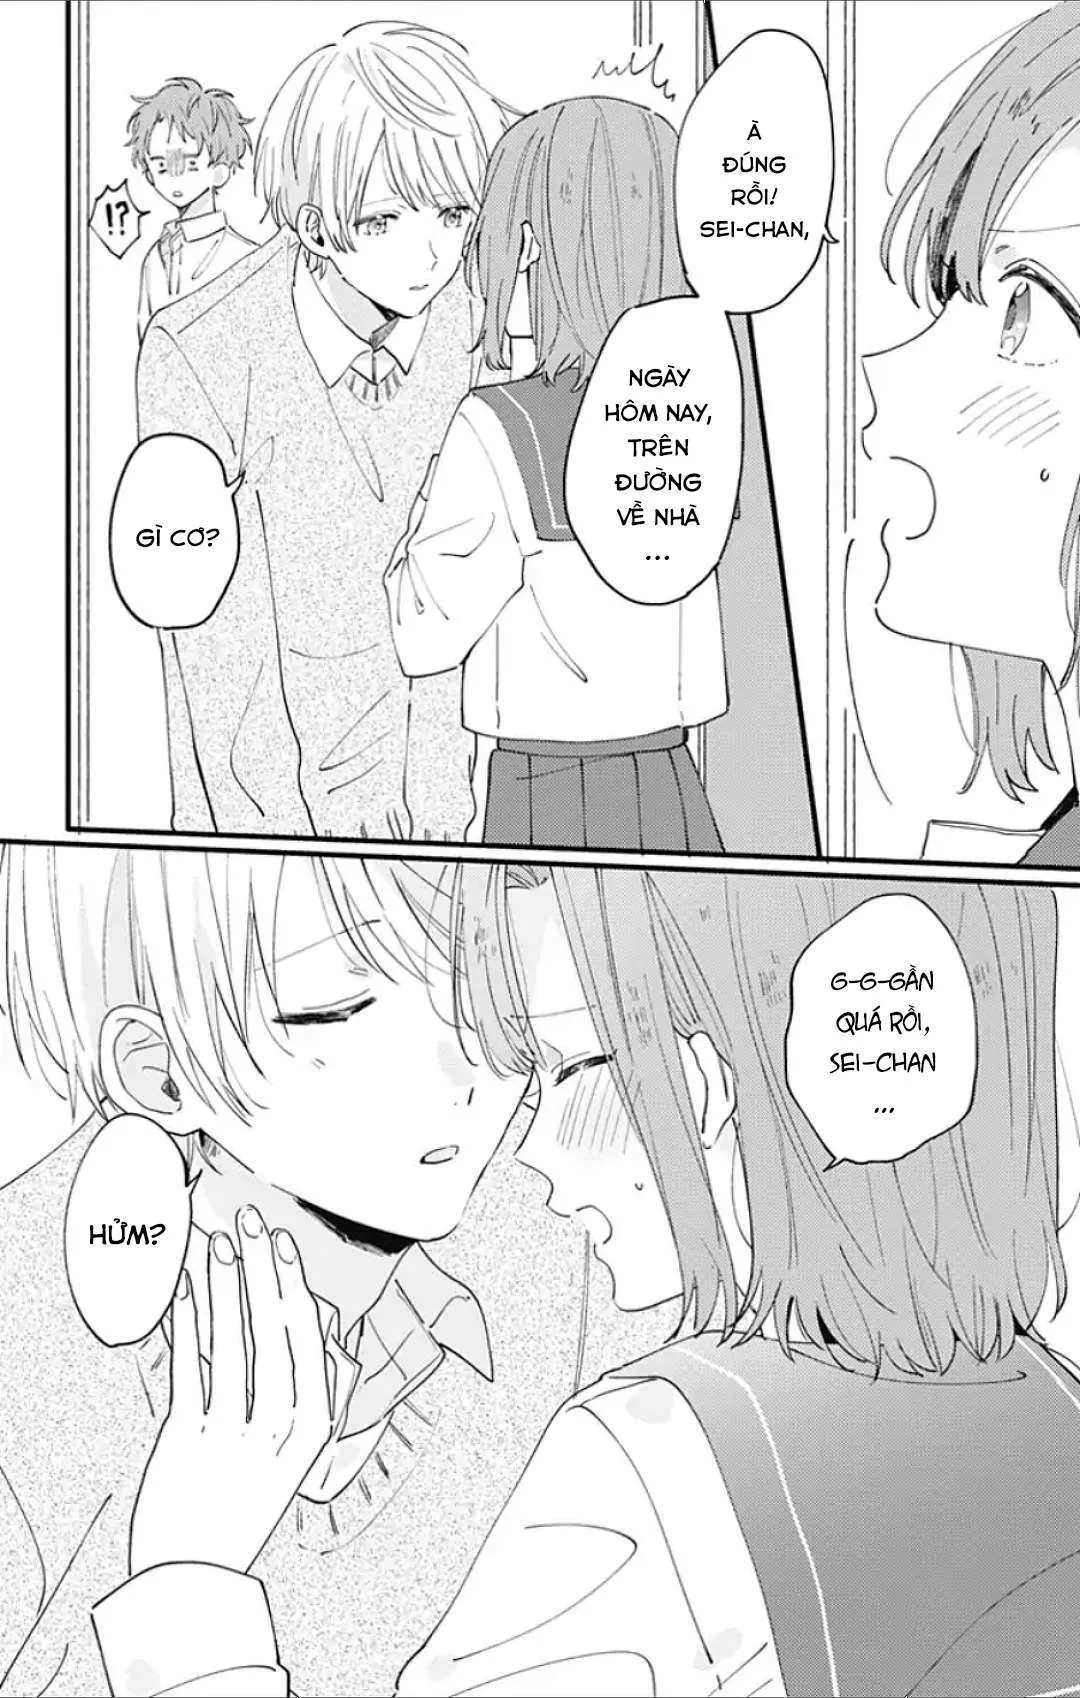 À
ĐÚNG
RỒI!
SEI-CHAN,
NGÀY
HÔM NAY,
TRÊN
ĐƯỜNG
VỀ NHÀ
...
GÌ CƠ?
!?
G-G-GẦN
QUÁ RỒI,
SEI-CHAN
...
HỬM?